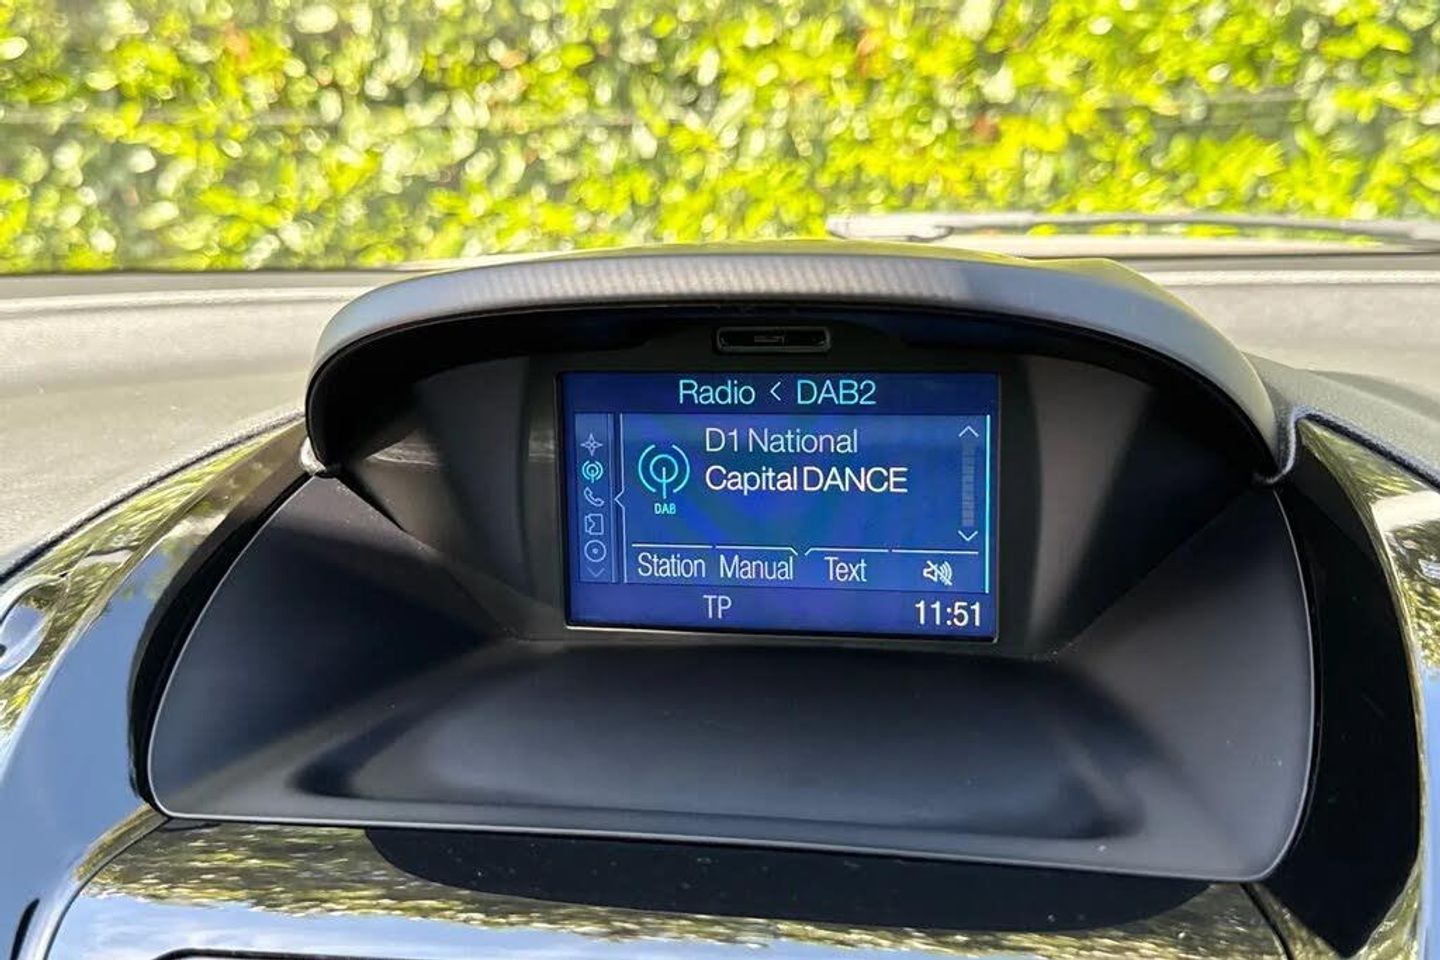 Radio < DAB2
D1 National
Capital DANCE
DAB
Station Manual Text
TP 11:51